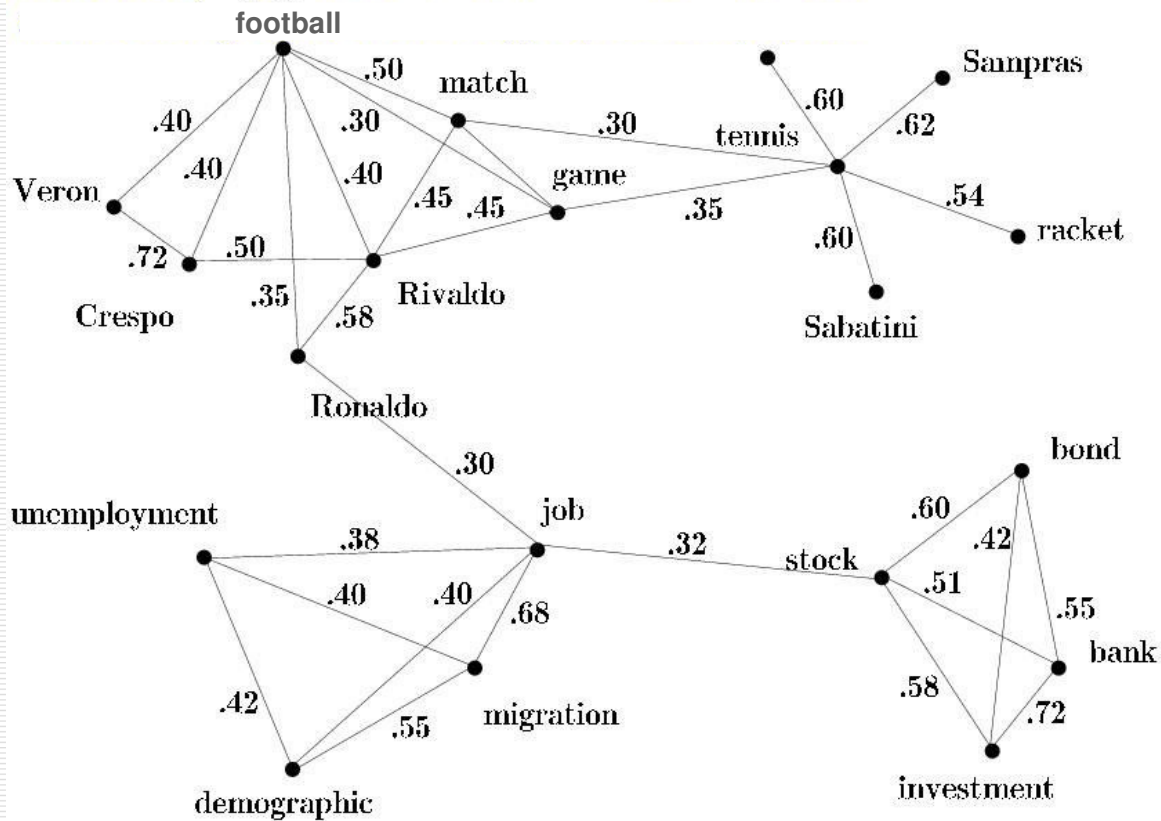 football
.50
match
Sampras
.60
.40
.30
.30
tennis
.62
.40
.40
Veron
game
.45
.45
.35
.54
racket
.72
.50
.60
.35
.58
Rivaldo
Crespo
Sabatini
Ronaldo
.30
bond
unemployment
job
.60
.38
.32
stock
.42
.51
.40
.40
.68
.55
bank
.42
.55
migration
.58
.72
demographic
investment